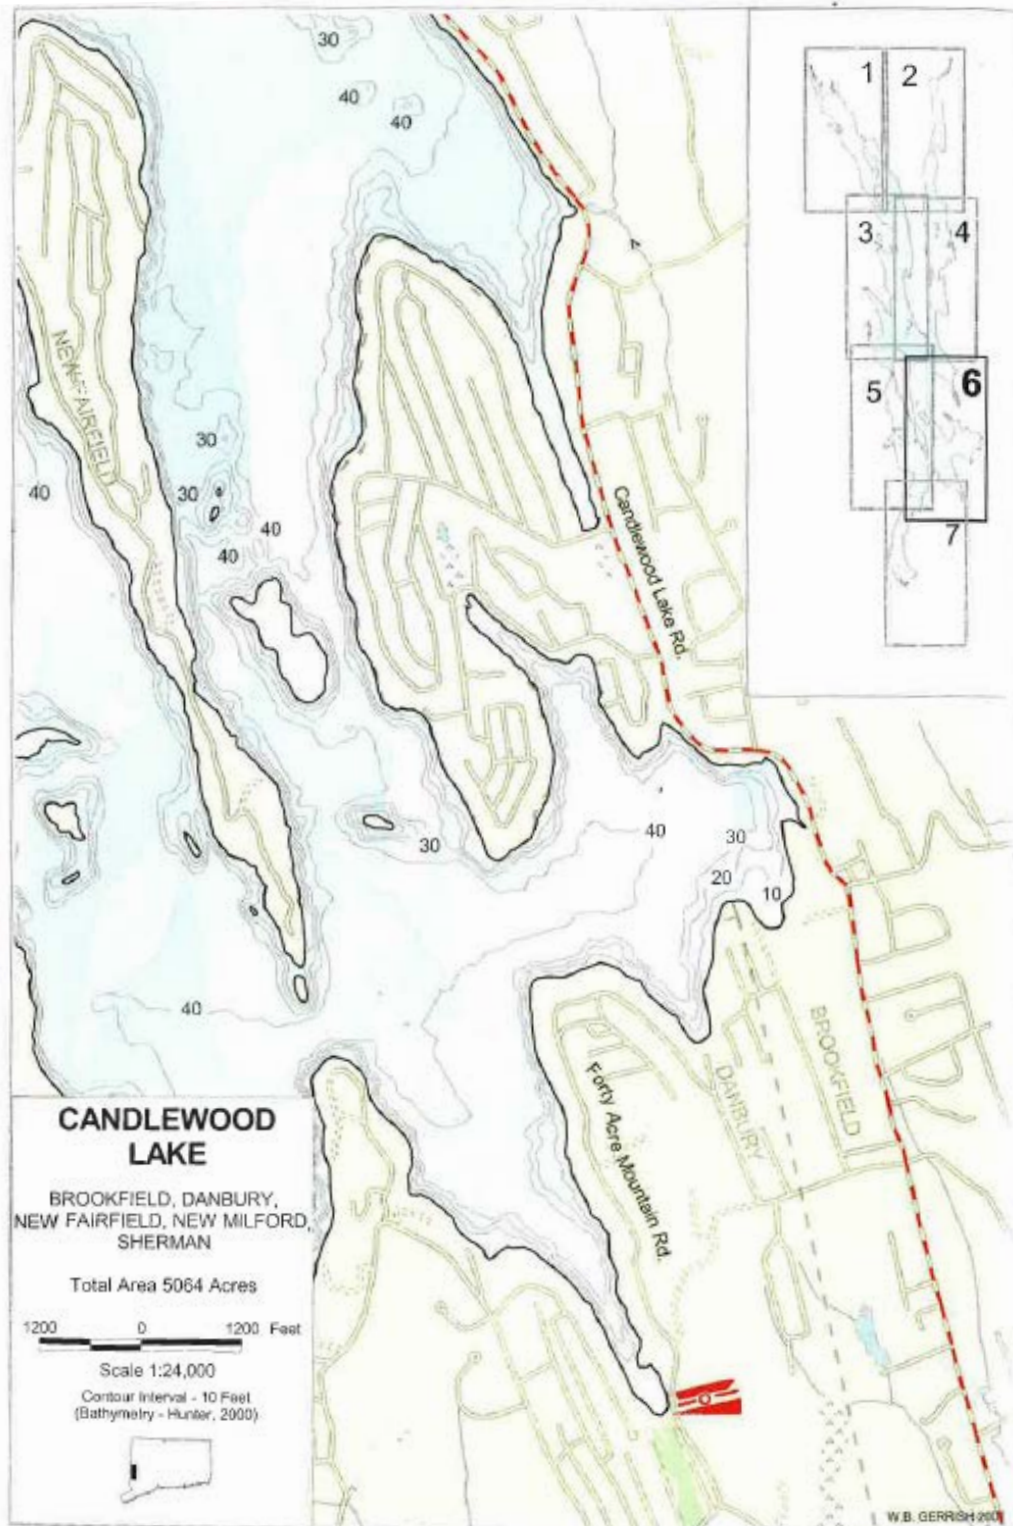 30
40
40
1
2
3
4
5
6
7
NEW FAIRFIELD
30
40
30
40
40
Candlewood Lake Rd.
30
40
30
20
10
40
BROOKFIELD
DANBURY
Forty Acre Mountain Rd.
CANDLEWOOD
LAKE
BROOKFIELD, DANBURY,
NEW FAIRFIELD, NEW MILFORD,
SHERMAN
Total Area 5064 Acres
1200 0 1200 Feet
Scale 1:24,000
Contour Interval - 10 Feet
(Bathymetry - Hunter, 2000)
W.B. GERRISH